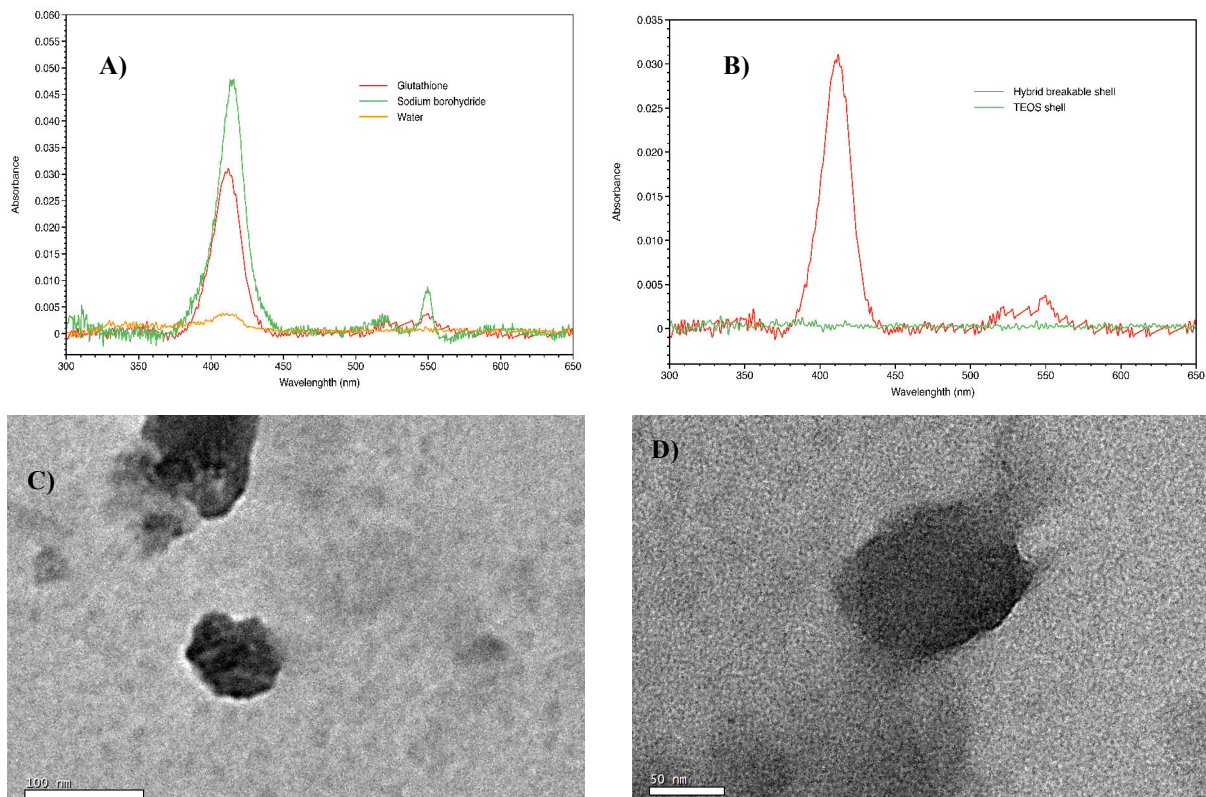 A)
Glutathione
Sodium borohydride
Water
Absorbance
0.060
0.055
0.050
0.045
0.040
0.035
0.030
0.025
0.020
0.015
0.010
0.005
0
300
350
400
450
500
550
600
650
Wavelenghth (nm)
B)
Hybrid breakable shell
TEOS shell
Absorbance
0.035
0.030
0.025
0.020
0.015
0.010
0.005
0
300
350
400
450
500
550
600
650
Wavelenghth (nm)
C)
100 nm
D)
50 nm